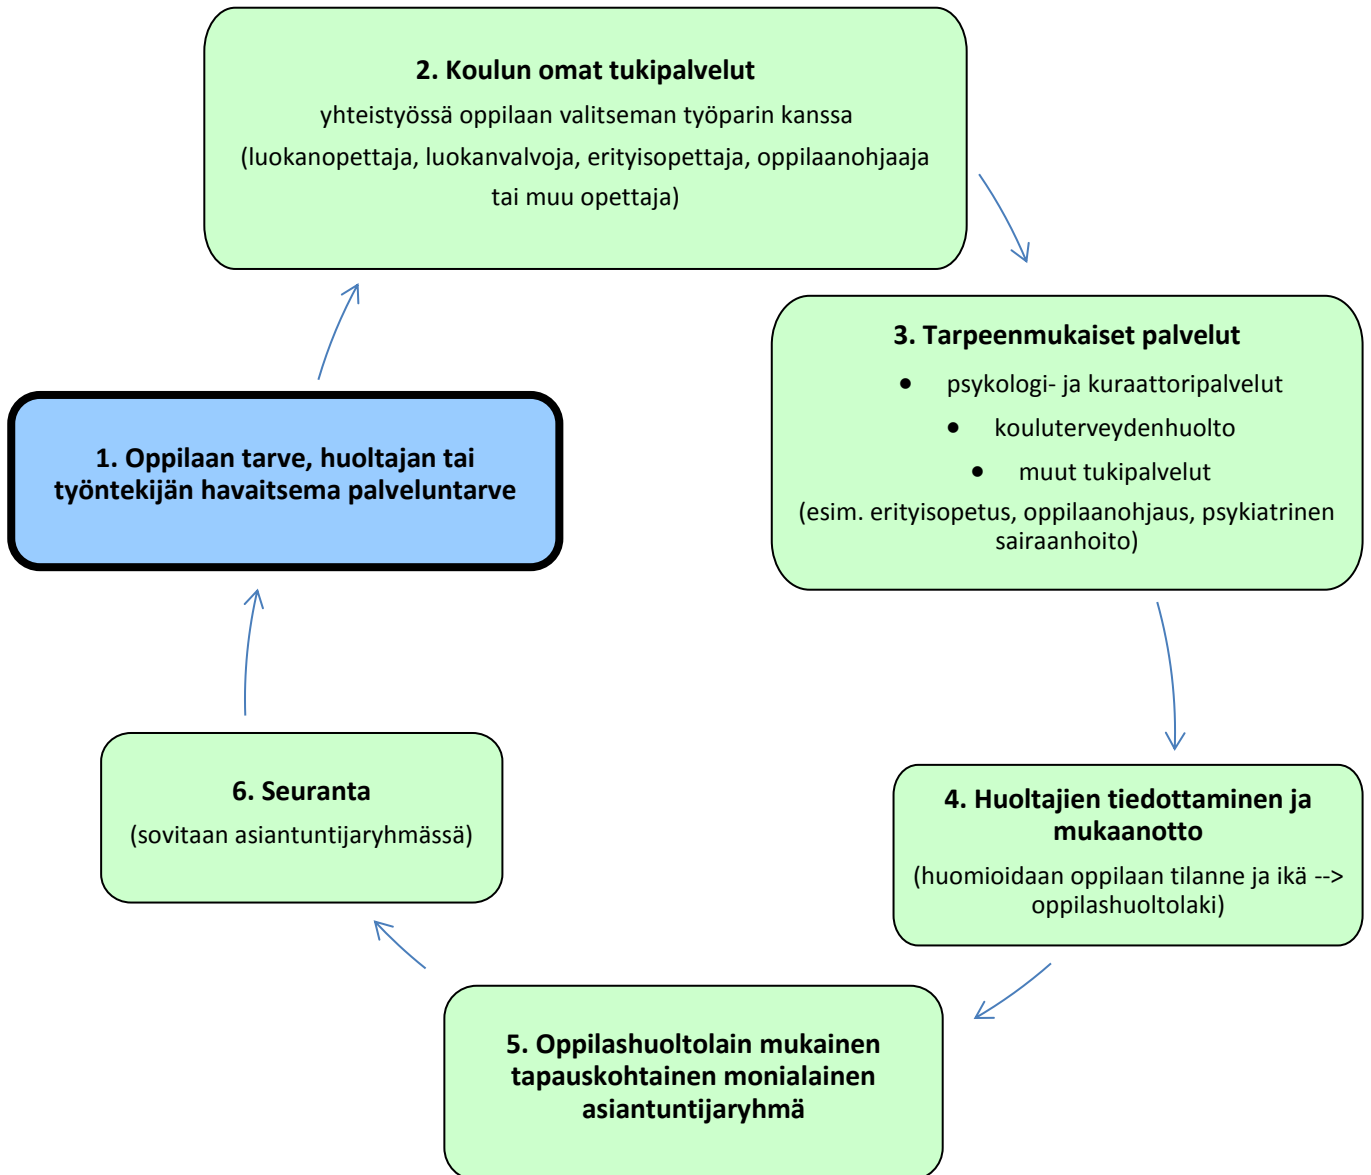 2. Koulun omat tukipalvelut
yhteistyössä oppilaan valitseman työparin kanssa
(luokanopettaja, luokanvalvoja, erityisopettaja, oppilaanohjaaja
tai muu opettaja)
3. Tarpeenmukaiset palvelut
• psykologi- ja kuraattoripalvelut
• kouluterveydenhuolto
• muut tukipalvelut
(esim. erityisopetus, oppilaanohjaus, psykiatrinen
sairaanhoito)
1. Oppilaan tarve, huoltajan tai
työntekijän havaitsema palveluntarve
6. Seuranta
(sovitaan asiantuntijaryhmässä)
4. Huoltajien tiedottaminen ja
mukaanotto
(huomioidaan oppilaan tilanne ja ikä -->
oppilashuoltolaki)
5. Oppilashuoltolain mukainen
tapauskohtainen monialainen
asiantuntijaryhmä